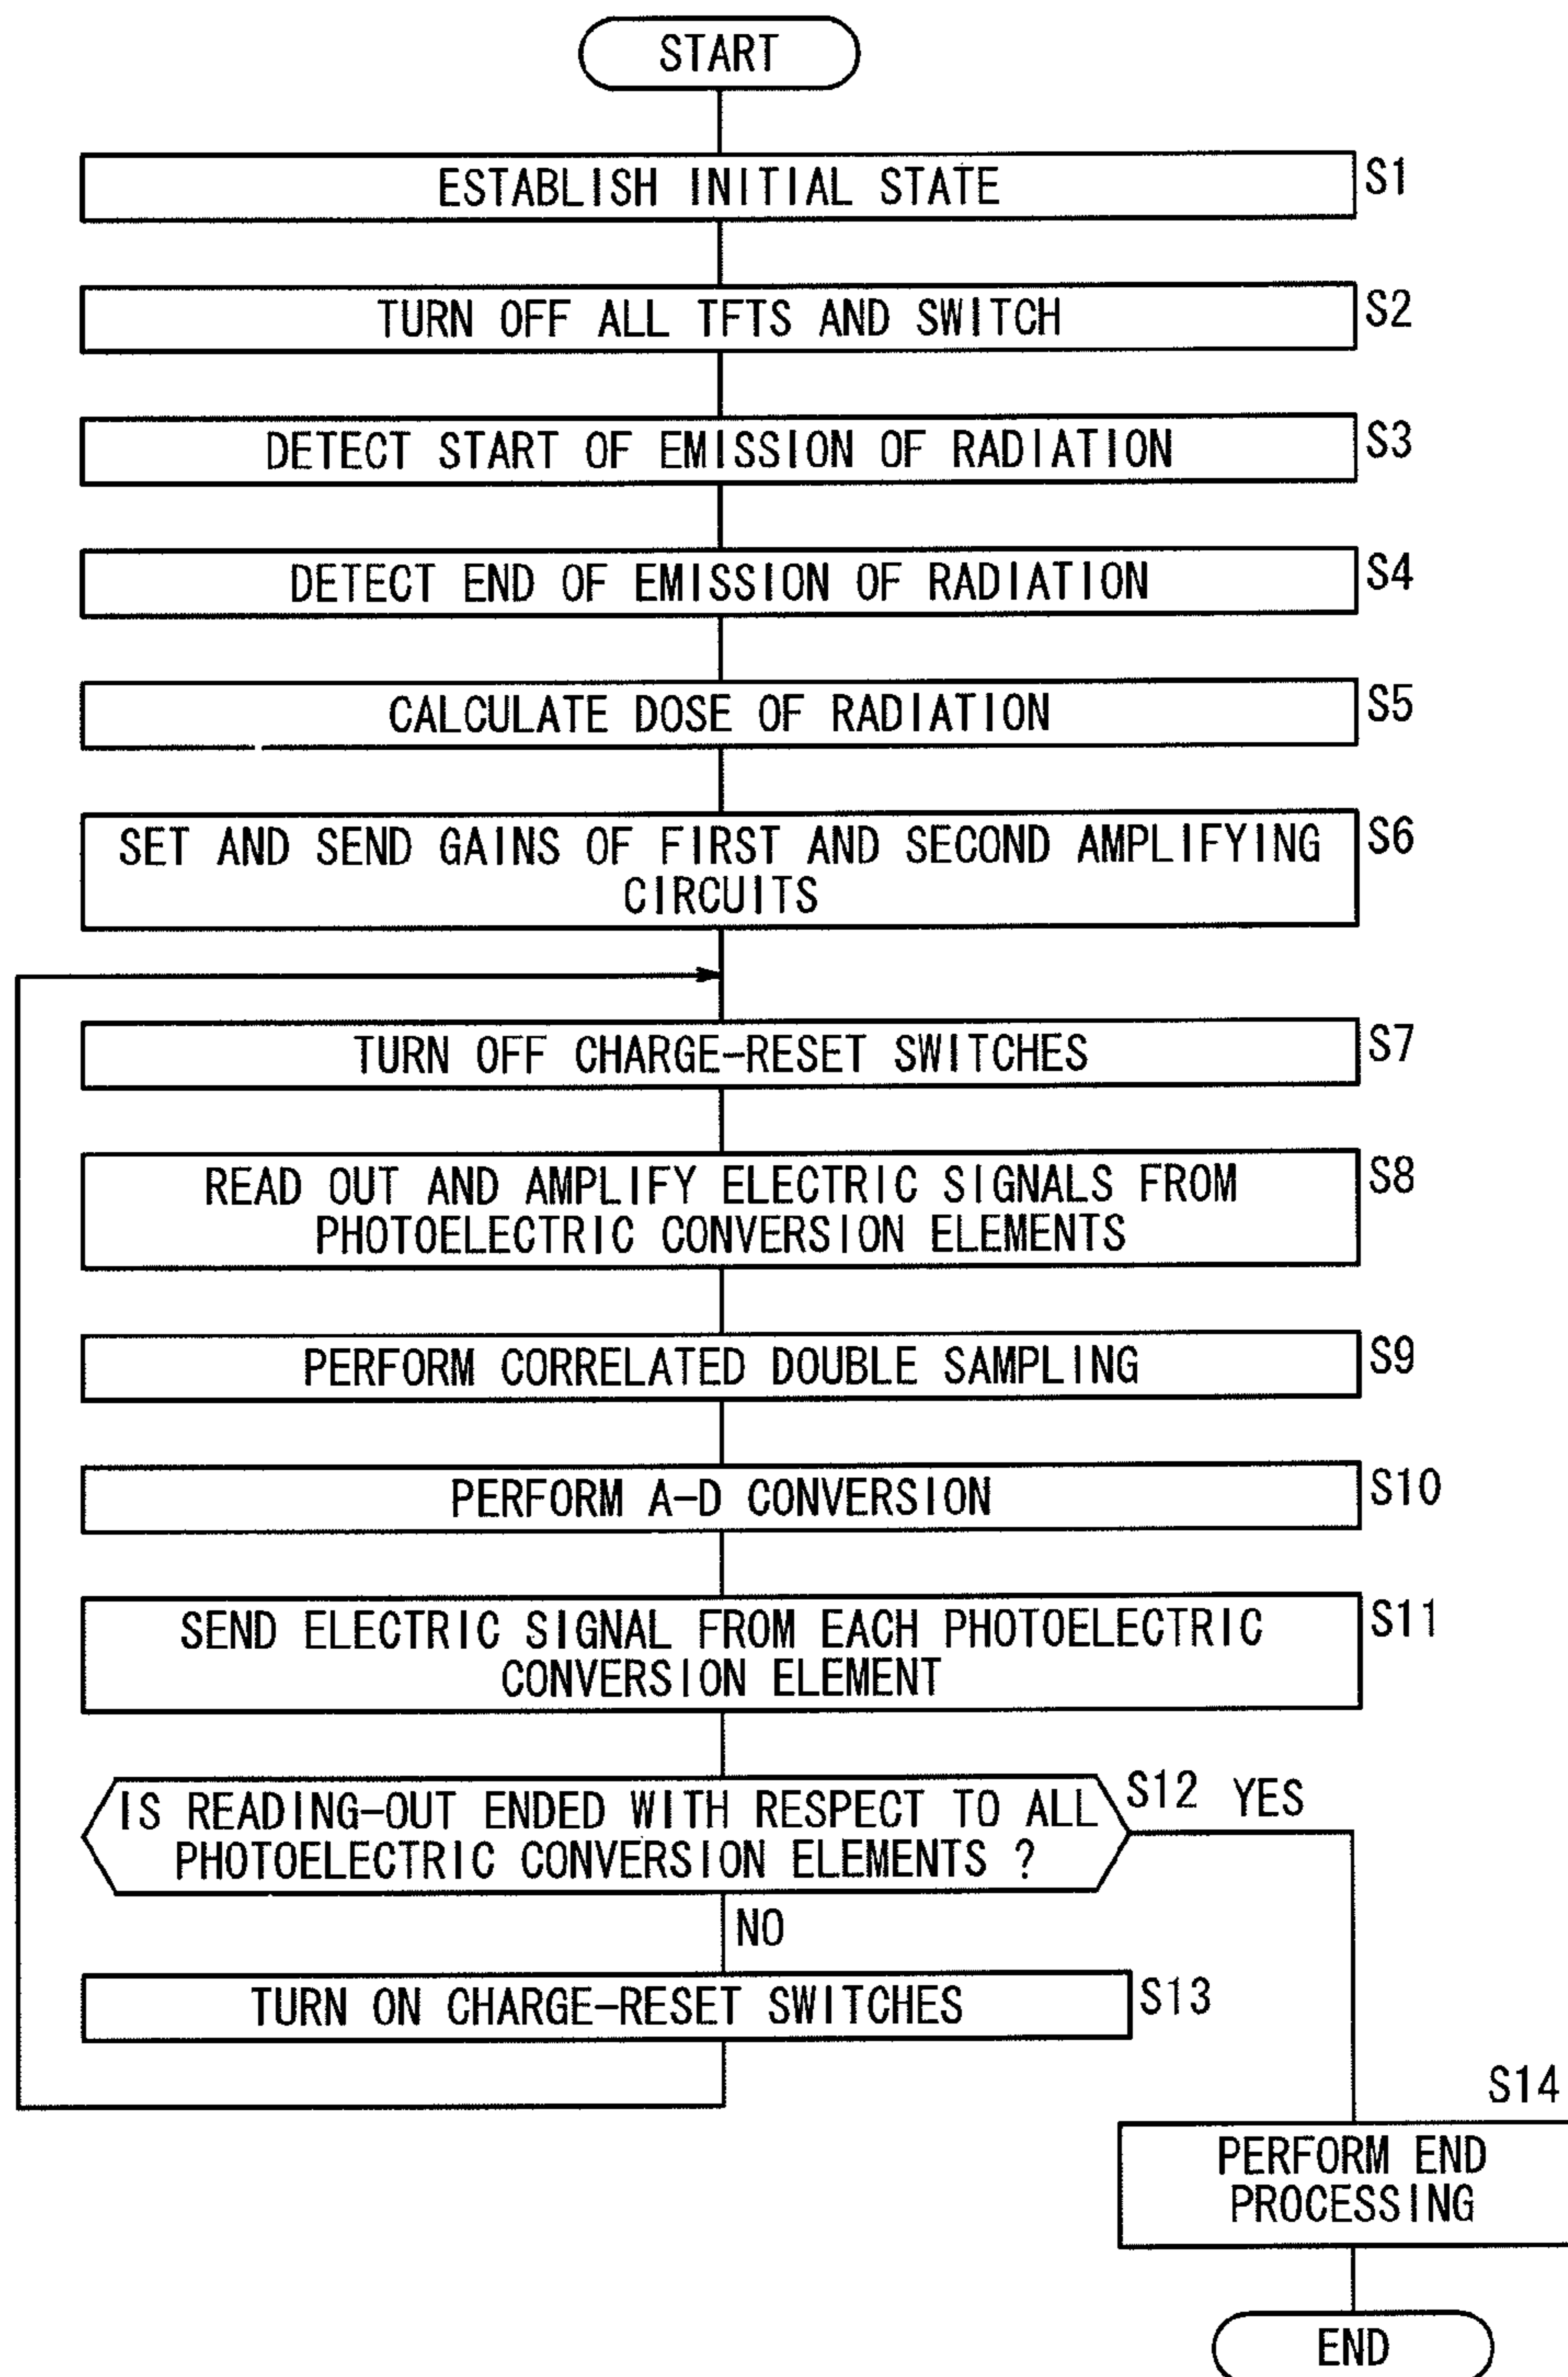 START
ESTABLISH INITIAL STATE
S1
TURN OFF ALL TFTS AND SWITCH
S2
DETECT START OF EMISSION OF RADIATION
S3
DETECT END OF EMISSION OF RADIATION
S4
CALCULATE DOSE OF RADIATION
S5
SET AND SEND GAINS OF FIRST AND SECOND AMPLIFYING
CIRCUITS
S6
TURN OFF CHARGE-RESET SWITCHES
S7
READ OUT AND AMPLIFY ELECTRIC SIGNALS FROM
PHOTOELECTRIC CONVERSION ELEMENTS
S8
PERFORM CORRELATED DOUBLE SAMPLING
S9
PERFORM A-D CONVERSION
S10
SEND ELECTRIC SIGNAL FROM EACH PHOTOELECTRIC
CONVERSION ELEMENT
S11
IS READING-OUT ENDED WITH RESPECT TO ALL
PHOTOELECTRIC CONVERSION ELEMENTS ?
S12
YES
NO
TURN ON CHARGE-RESET SWITCHES
S13
S14
PERFORM END
PROCESSING
END